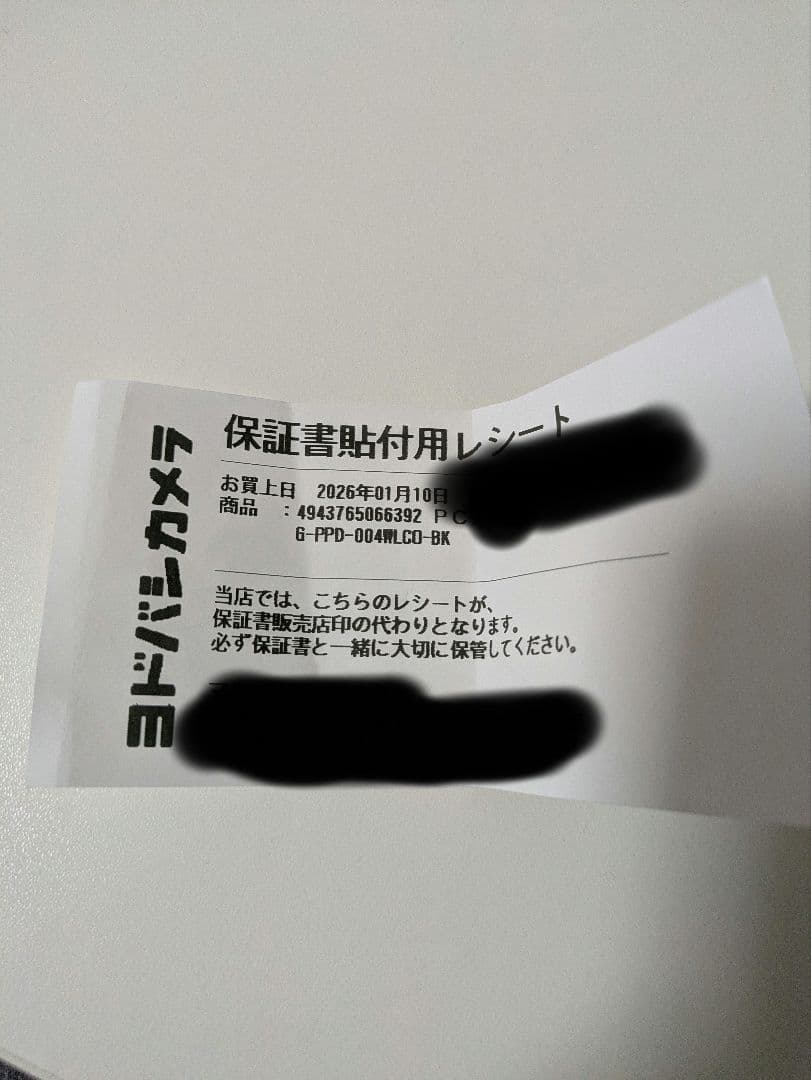 ヨドバシカメラ
保証書貼付用レシート
お買上日 2026年01月10日
商品 :4943765066392 PC
G-PPD-004WLCO-BK
当店では、こちらのレシートが、
保証書販売店印の代わりとなります。
必ず保証書と一緒に大切に保管してください。